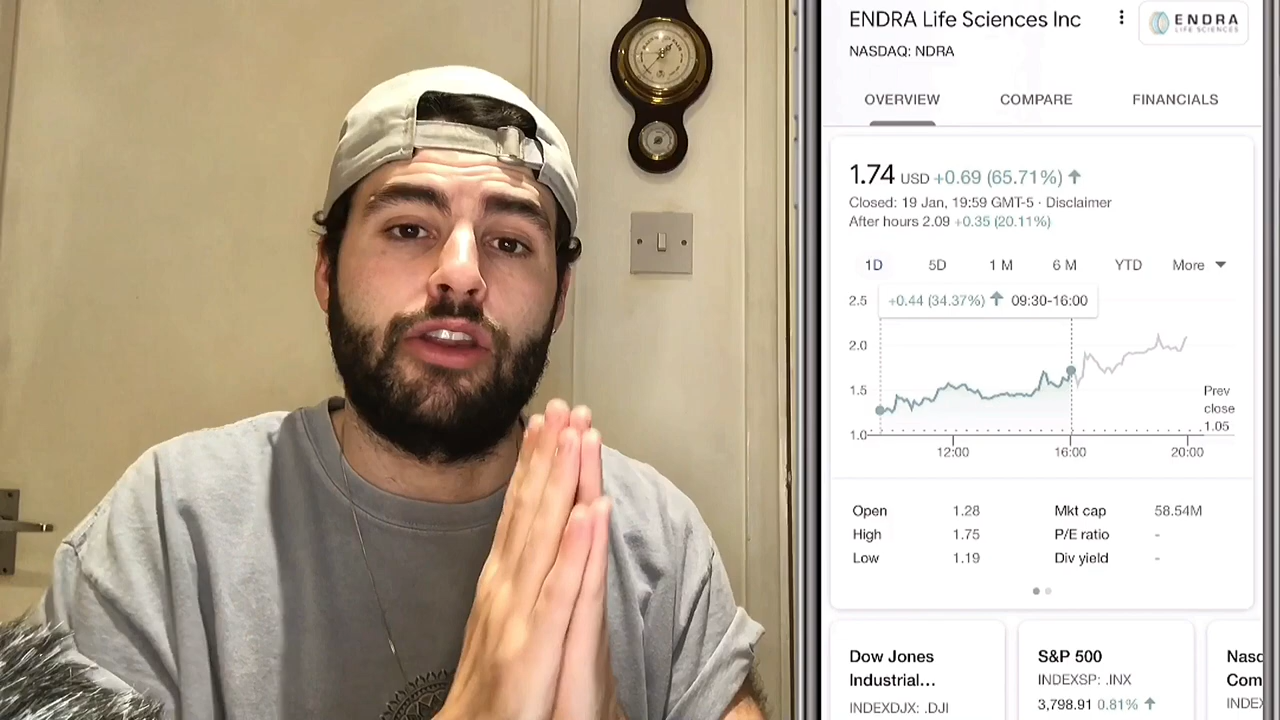 ENDRA Life Sciences Inc
ENDRA
LIFE SCIENCES
NASDAQ: NDRA
OVERVIEW COMPARE FINANCIALS
1.74 USD +0.69 (65.71%) ↑
Closed: 19 Jan, 19:59 GMT-5 · Disclaimer
After hours 2.09 +0.35 (20.11%)
1D 5D 1 M 6 M YTD More
+0.44 (34.37%) ↑ 09:30-16:00
2.5
2.0
1.5
1.0
Prev
close
1.05
12:00 16:00 20:00
Open 1.28 Mkt cap 58.54M
High 1.75 P/E ratio -
Low 1.19 Div yield -
Dow Jones
Industrial...
INDEXDJX: .DJI
S&P 500
INDEXSP: .INX
3,798.91 0.81% ↑
Nasc
Com
INDEX